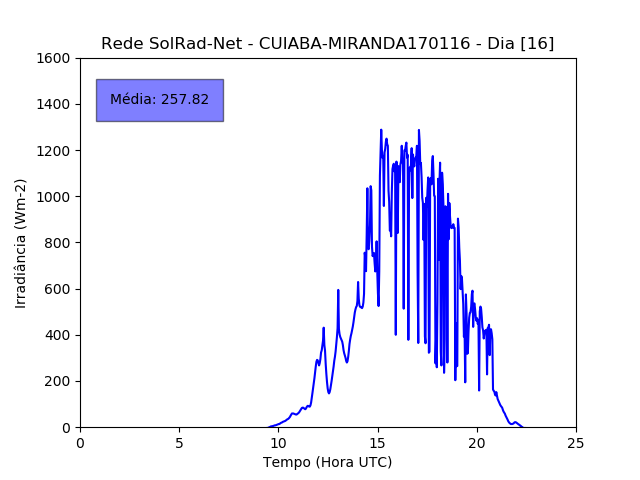 Rede SolRad-Net - CUIABA-MIRANDA170116 - Dia [16]
1600
Média: 257.82
1400
1200
1000
800
600
400
200
0
Irradiância (Wm-2)
0 5 10 15 20 25
Tempo (Hora UTC)